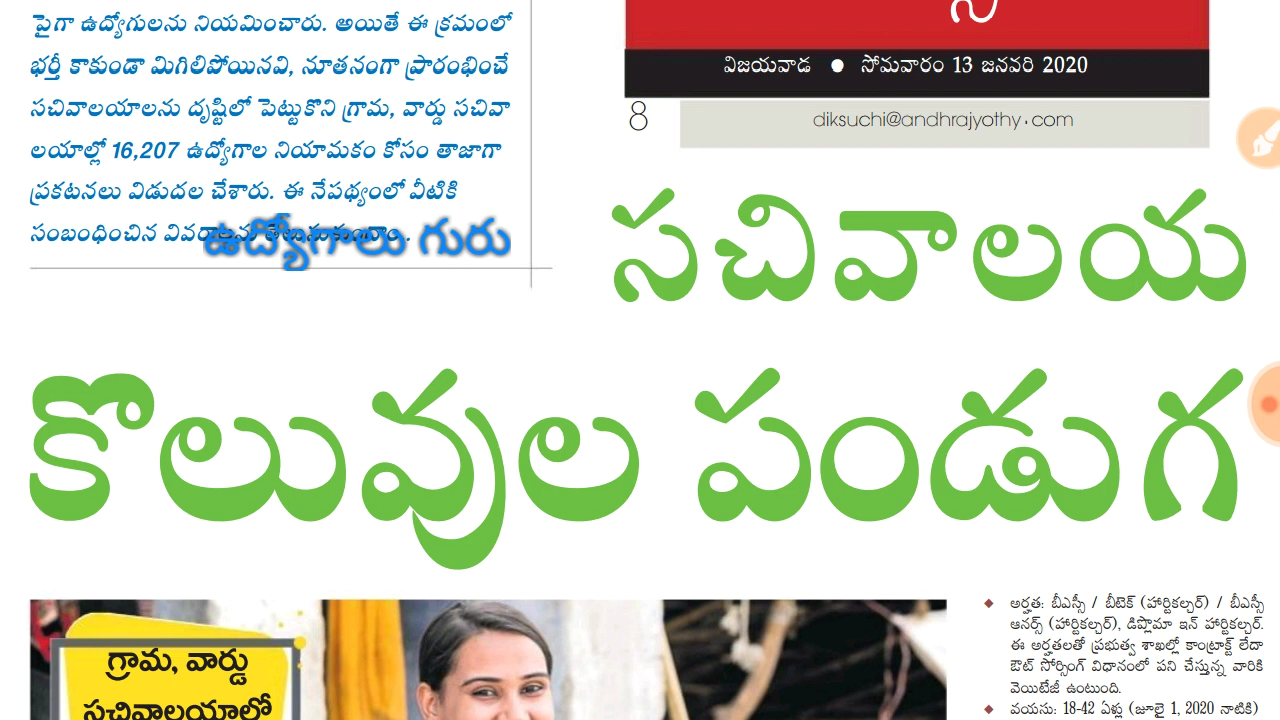 పైగా ఉద్యోగులను నియమించారు. అయితే ఈ క్రమంలో
భర్తీ కాకుండా మిగిలిపోయినవి, నూతనంగా ప్రారంభించే
సచివాలయాలను దృష్టిలో పెట్టుకొని గ్రామ, వార్డు సచివా
లయాల్లో 16,207 ఉద్యోగాల నియామకం కోసం తాజాగా
ప్రకటనలు విడుదల చేశారు. ఈ నేపథ్యంలో వీటికి
సంబంధించిన
ఉద్యోగాలు గురు
విజయవాడ ● సోమవారం 13 జనవరి 2020
8
diksuchi@andhrajyothy.com
సచివాలయ
కొలువుల పండుగ
గ్రామ, వార్డు
సచివాలయాల్లో
◆ అర్హత: బీఎస్సీ / బీటెక్ (హార్టికల్చర్) / బీఎస్సీ
ఆనర్స్ (హార్టికల్చర్), డిప్లొమా ఇన్ హార్టికల్చర్.
ఈ అర్హతలతో ప్రభుత్వ శాఖల్లో కాంట్రాక్ట్ లేదా
ఔట్ సోర్సింగ్ విధానంలో పని చేస్తున్న వారికి
వెయిటేజీ ఉంటుంది.
◆ వయసు: 18-42 ఏళ్లు (జూలై 1, 2020 నాటికి)